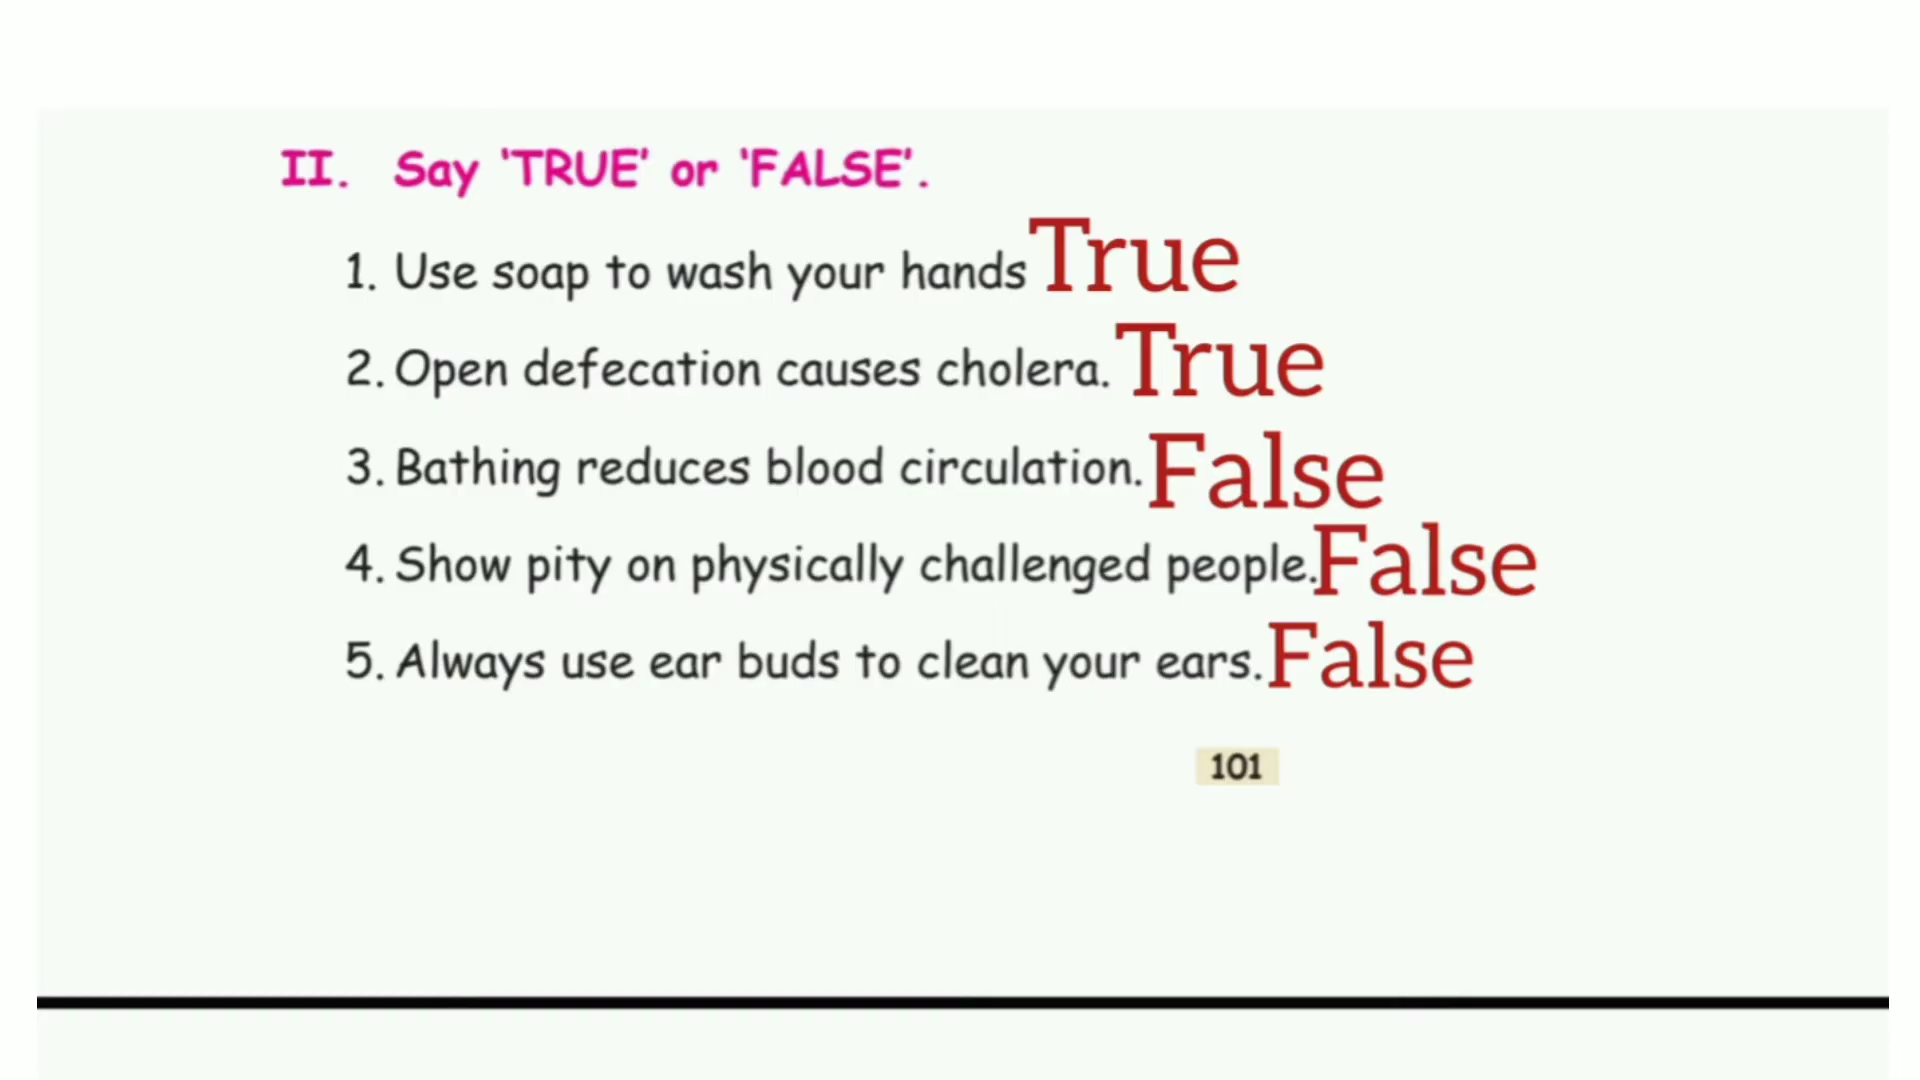 II. Say ‘TRUE’ or ‘FALSE’.
1. Use soap to wash your hands True
2. Open defecation causes cholera. True
3. Bathing reduces blood circulation. False
4. Show pity on physically challenged people. False
5. Always use ear buds to clean your ears. False
101